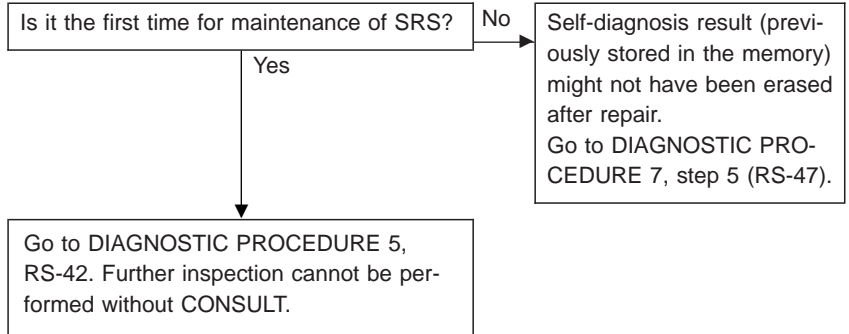 Is it the first time for maintenance of SRS?
No
Self-diagnosis result (previ-
ously stored in the memory)
might not have been erased
after repair.
Go to DIAGNOSTIC PRO-
CEDURE 7, step 5 (RS-47).
Yes
Go to DIAGNOSTIC PROCEDURE 5,
RS-42. Further inspection cannot be per-
formed without CONSULT.